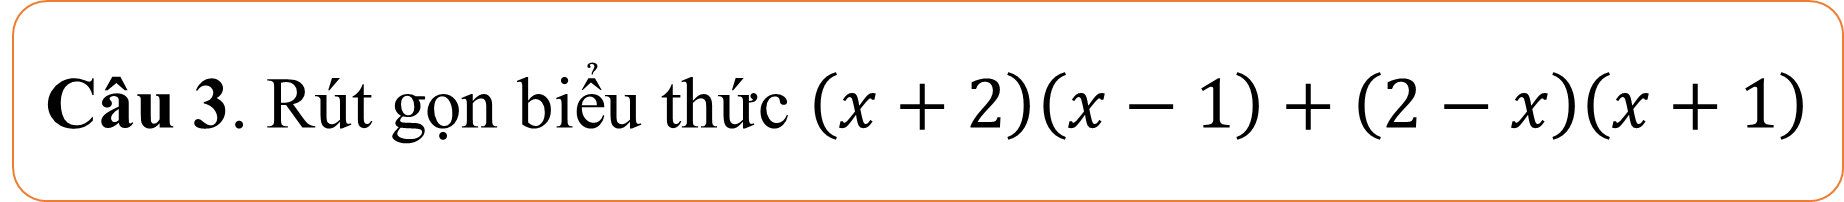 Câu 3. Rút gọn biểu thức (x + 2)(x − 1) + (2 − x)(x + 1)